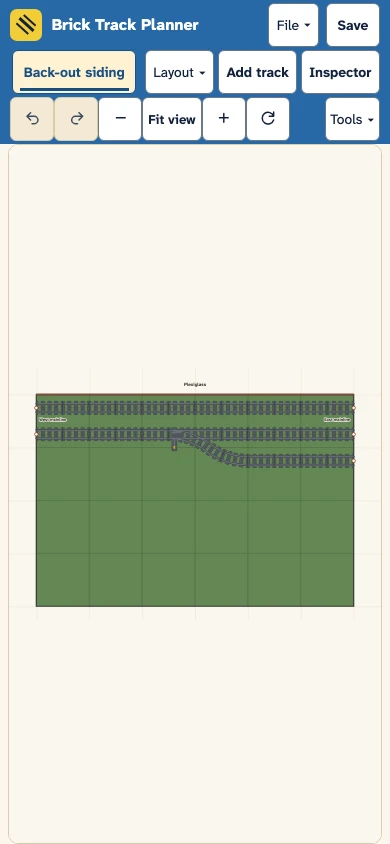 Brick Track Planner
File
Save
Back-out siding
Layout
Add track
Inspector
Fit view
Tools
Plexiglass